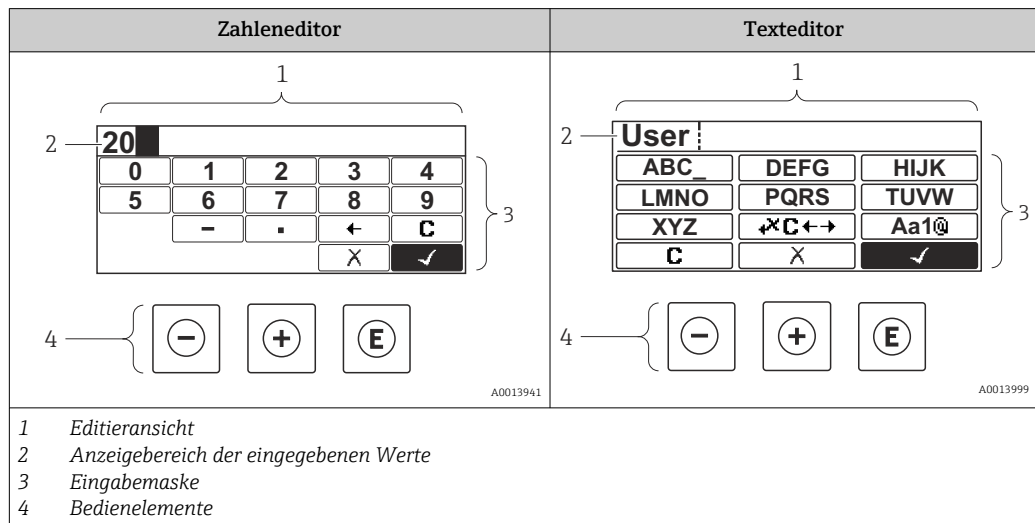 Zahleneditor Texteditor
1 1
2 20
2 User
0 1 2 3 4
5 6 7 8 9
- . ← C
X ✓
3
ABC_ DEFG HIJK
LMNO PQRS TUVW
XYZ ↶×C←→ Aa1@
C X ✓
3
4 - + E
4 - + E
A0013941 A0013999
1 Editieransicht
2 Anzeigebereich der eingegebenen Werte
3 Eingabemaske
4 Bedienelemente